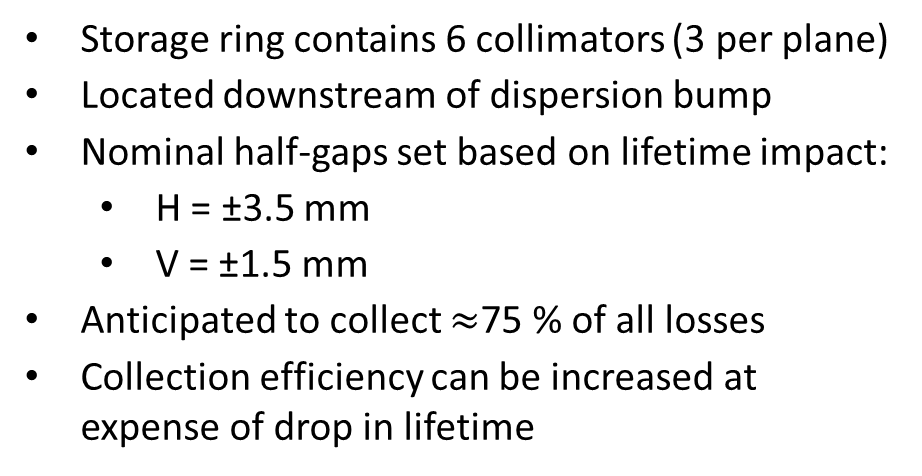 • Storage ring contains 6 collimators (3 per plane)
• Located downstream of dispersion bump
• Nominal half-gaps set based on lifetime impact:
• H = ±3.5 mm
• V = ±1.5 mm
• Anticipated to collect ≈75 % of all losses
• Collection efficiency can be increased at
expense of drop in lifetime